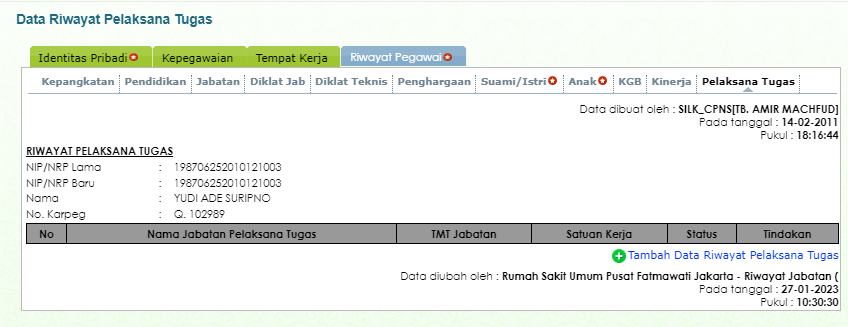 Data Riwayat Pelaksana Tugas
Identitas Pribadi Kepegawaian Tempat Kerja Riwayat Pegawai
Kepangkatan Pendidikan Jabatan Diklat Jab Diklat Teknis Penghargaan Suami/Istri Anak KGB Kinerja Pelaksana Tugas
Data dibuat oleh : SILK_CPNS[TB. AMIR MACHFUD]
Pada tanggal : 14-02-2011
Pukul : 18:16:44
RIWAYAT PELAKSANA TUGAS
NIP/NRP Lama : 198706252010121003
NIP/NRP Baru : 198706252010121003
Nama : YUDI ADE SURIPNO
No. Karpeg : Q. 102989
No Nama Jabatan Pelaksana Tugas TMT Jabatan Satuan Kerja Status Tindakan
Tambah Data Riwayat Pelaksana Tugas
Data diubah oleh : Rumah Sakit Umum Pusat Fatmawati Jakarta - Riwayat Jabatan (
Pada tanggal : 27-01-2023
Pukul : 10:30:30